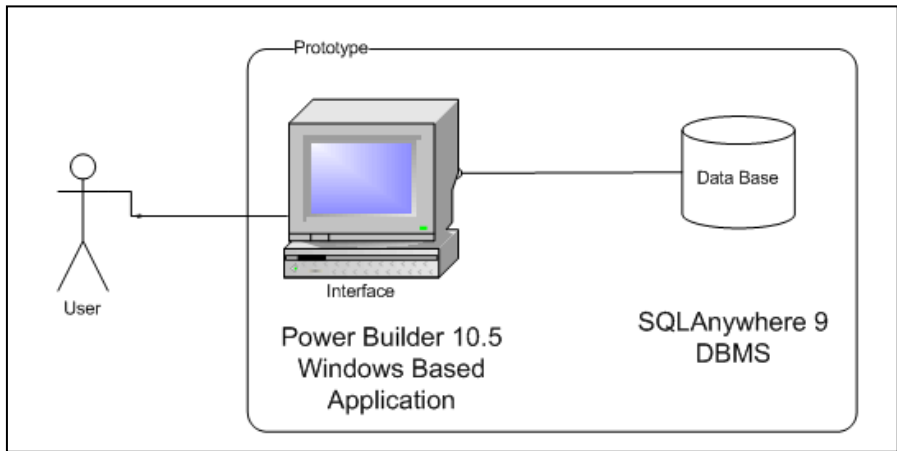 Prototype
Data Base
User
Interface
Power Builder 10.5
Windows Based
Application
SQLAnywhere 9
DBMS